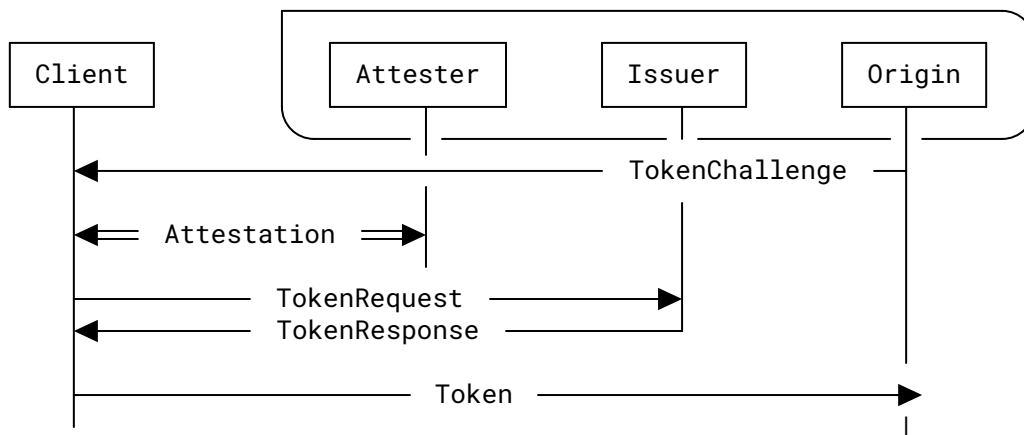 Client
Attester
Issuer
Origin
TokenChallenge
Attestation
TokenRequest
TokenResponse
Token